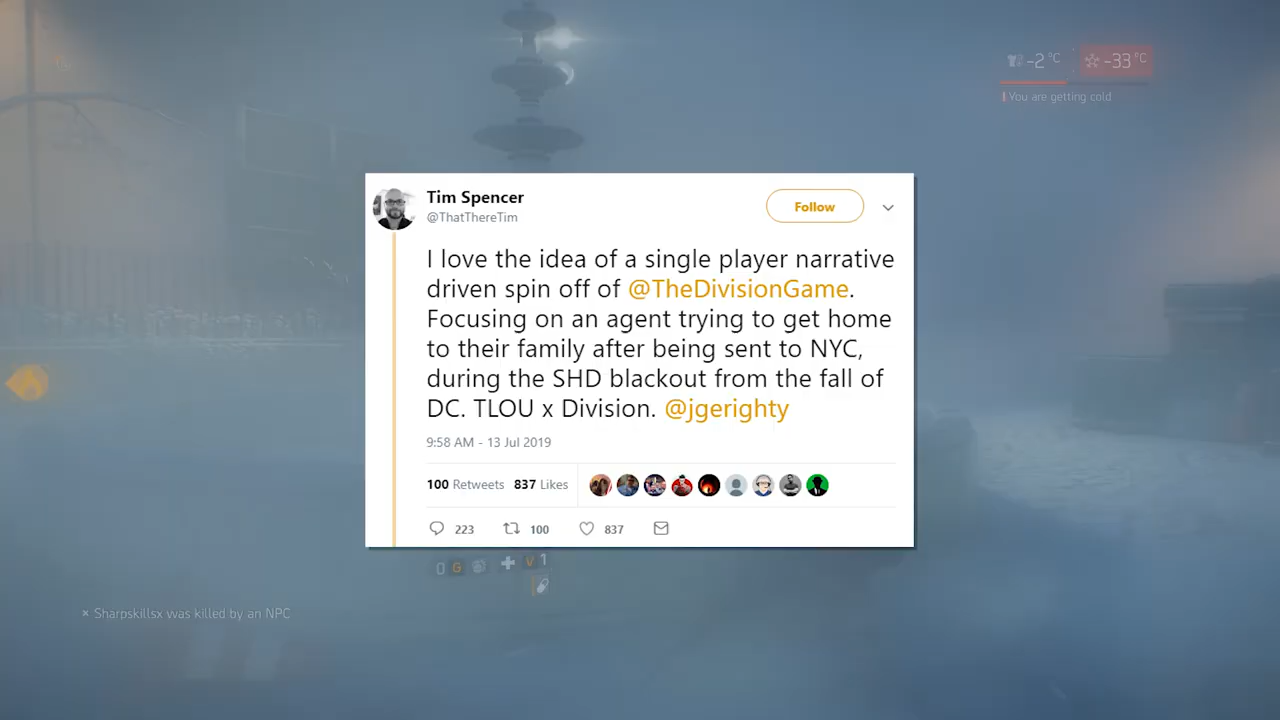 -2 °C -33 °C
You are getting cold
Tim Spencer
@ThatThereTim
Follow
I love the idea of a single player narrative
driven spin off of @TheDivisionGame.
Focusing on an agent trying to get home
to their family after being sent to NYC,
during the SHD blackout from the fall of
DC. TLOU x Division. @jgerighty
9:58 AM - 13 Jul 2019
100 Retweets 837 Likes
223 100 837
0 G V 1
× Sharpskillsx was killed by an NPC